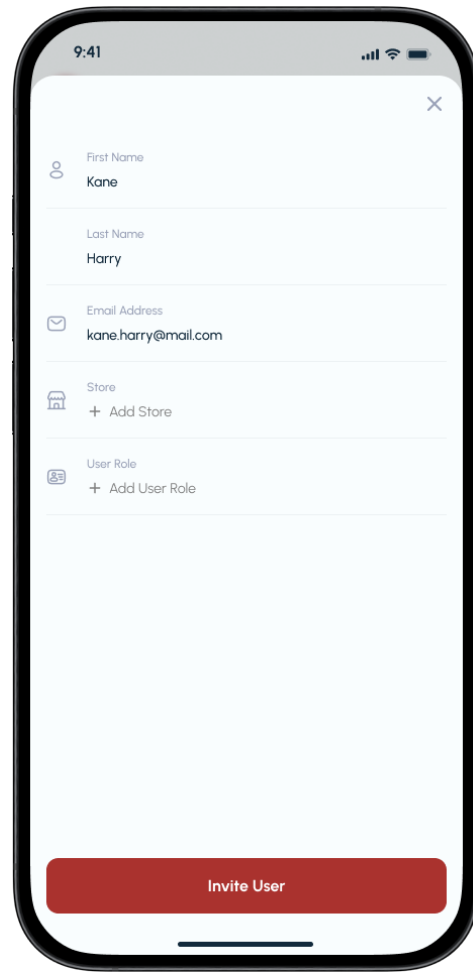 9:41
First Name
Kane
Last Name
Harry
Email Address
kane.harry@mail.com
Store
+ Add Store
User Role
+ Add User Role
Invite User